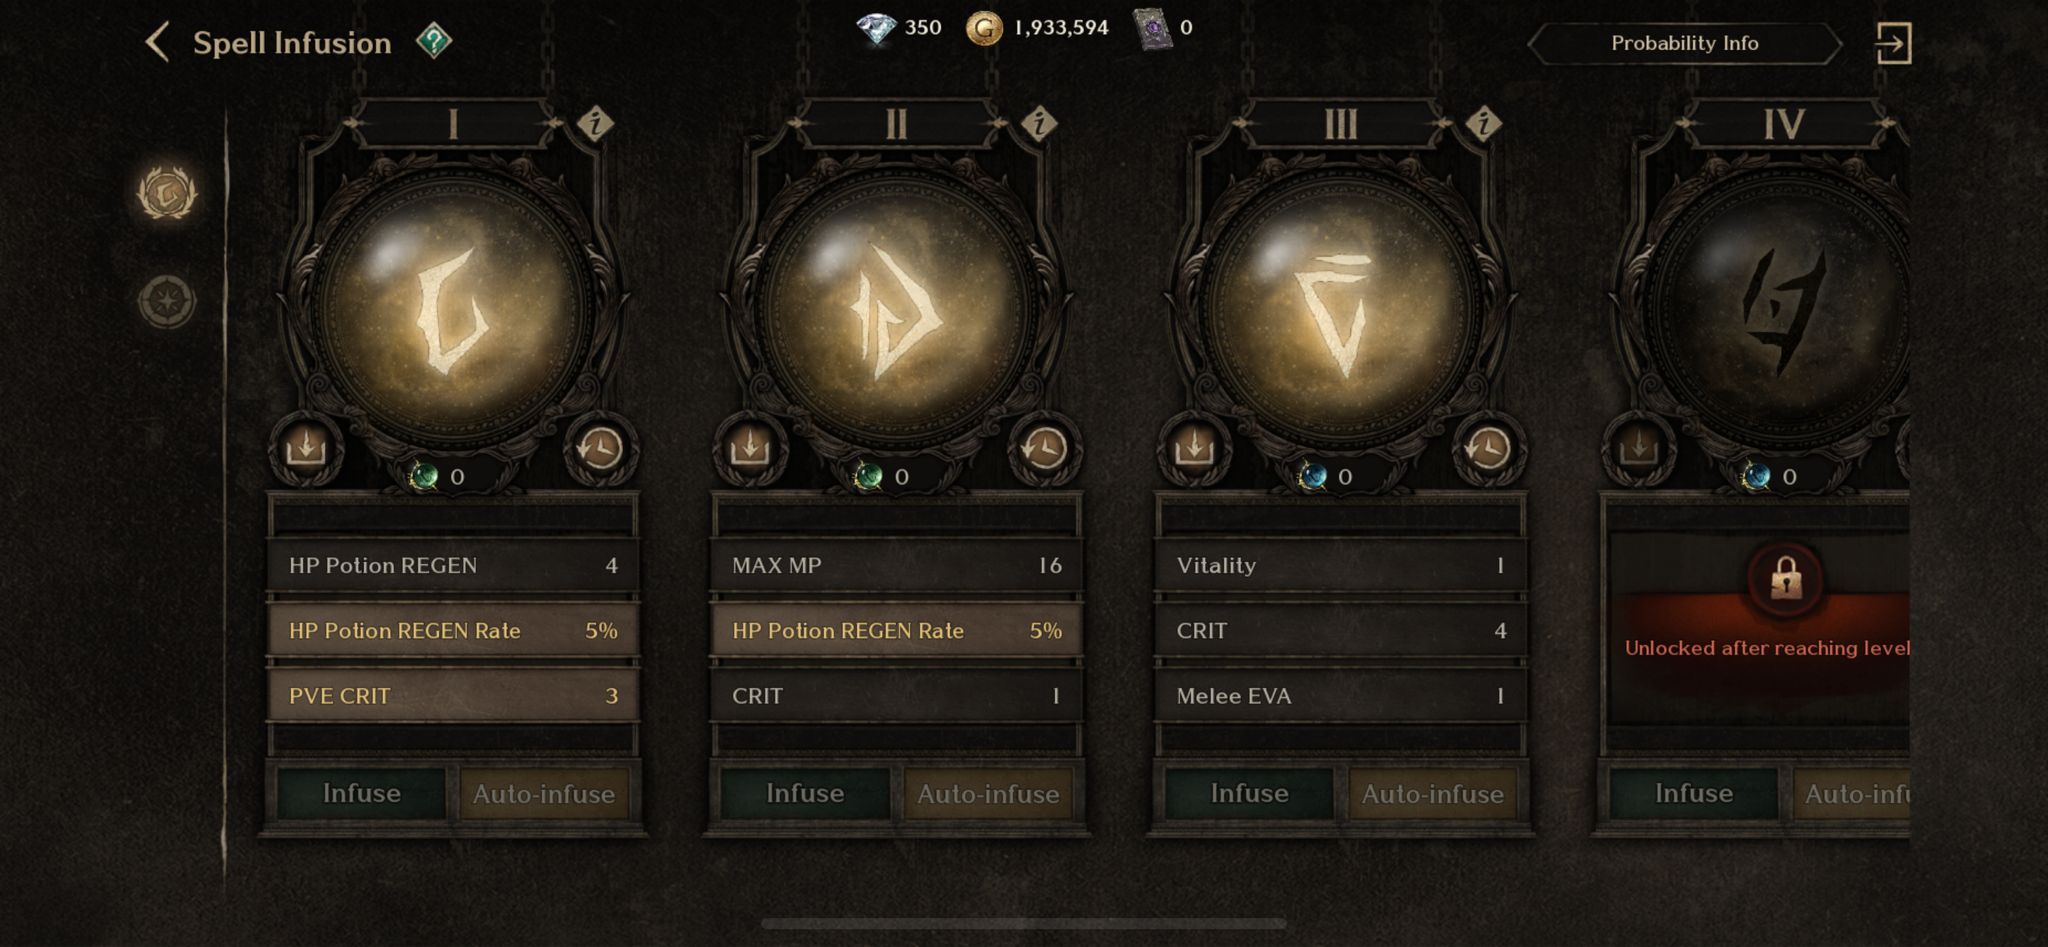 Spell Infusion
350
1,933,594
0
Probability Info
I
II
III
IV
0
0
0
0
HP Potion REGEN 4
HP Potion REGEN Rate 5%
PVE CRIT 3
MAX MP 16
HP Potion REGEN Rate 5%
CRIT 1
Vitality 1
CRIT 4
Melee EVA 1
Unlocked after reaching level
Infuse
Auto-infuse
Infuse
Auto-infuse
Infuse
Auto-infuse
Infuse
Auto-infu